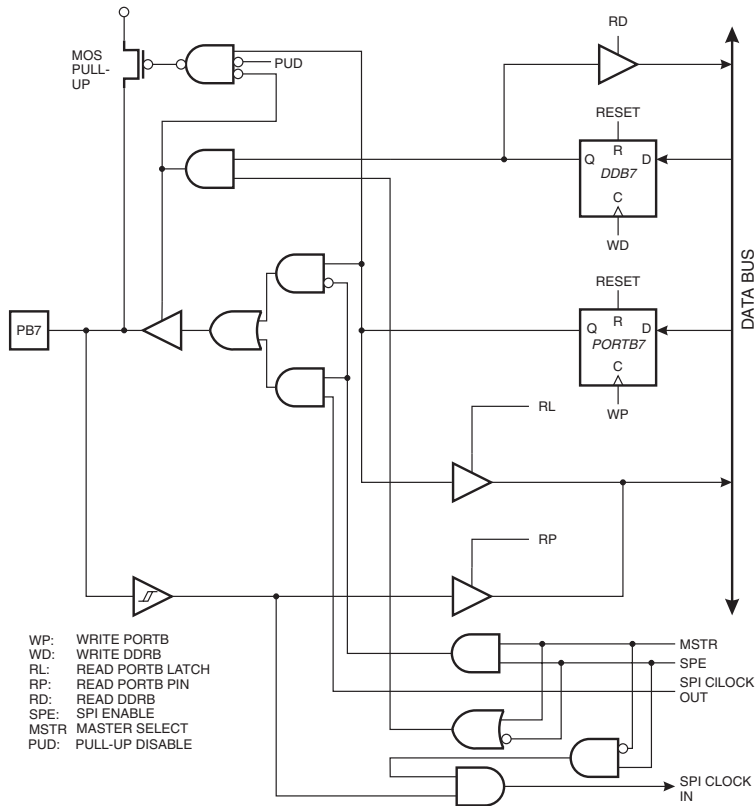 RD
MOS
PULL-
UP
PUD
RESET
R
Q
D
DDB7
C
WD
DATA BUS
RESET
R
Q
D
PORTB7
C
WP
PB7
RL
RP
WP: WRITE PORTB
WD: WRITE DDRB
RL: READ PORTB LATCH
RP: READ PORTB PIN
RD: READ DDRB
SPE: SPI ENABLE
MSTR MASTER SELECT
PUD: PULL-UP DISABLE
MSTR
SPE
SPI CILOCK
OUT
SPI CLOCK
IN